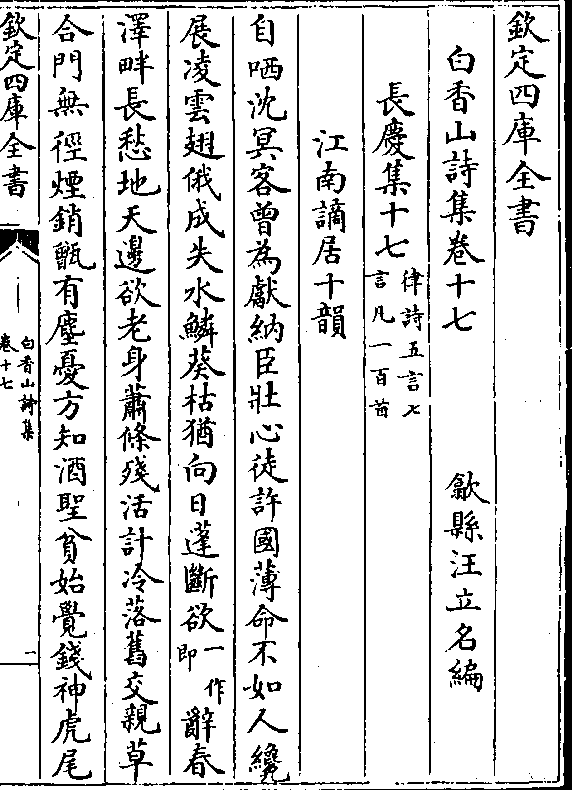 欽定四庫全書
白香山詩集卷十七　歙縣汪立名編
長慶集十七律詩五言七言凡一百首
江南謫居十韻
自哂沈冥客曾為獻納臣壯心徒許國薄命不如人纔
展凌雲翅俄成失水鱗葵枯猶向日蓬斷欲一作即辭春
澤畔長愁地天邊欲老身蕭條殘活計冷落舊交親草
合門無徑煙銷甑有塵憂方知酒聖貧始覺錢神虎尾
欽定四庫全書
白香山詩集
卷十七
一